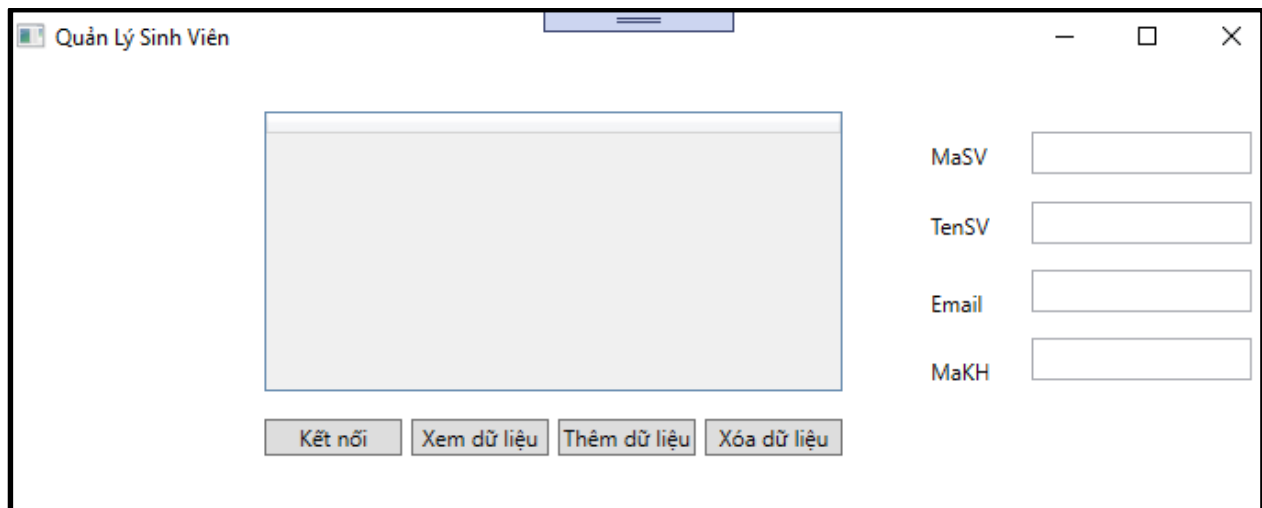 Quản Lý Sinh Viên
MaSV
TenSV
Email
MaKH
Kết nối
Xem dữ liệu
Thêm dữ liệu
Xóa dữ liệu